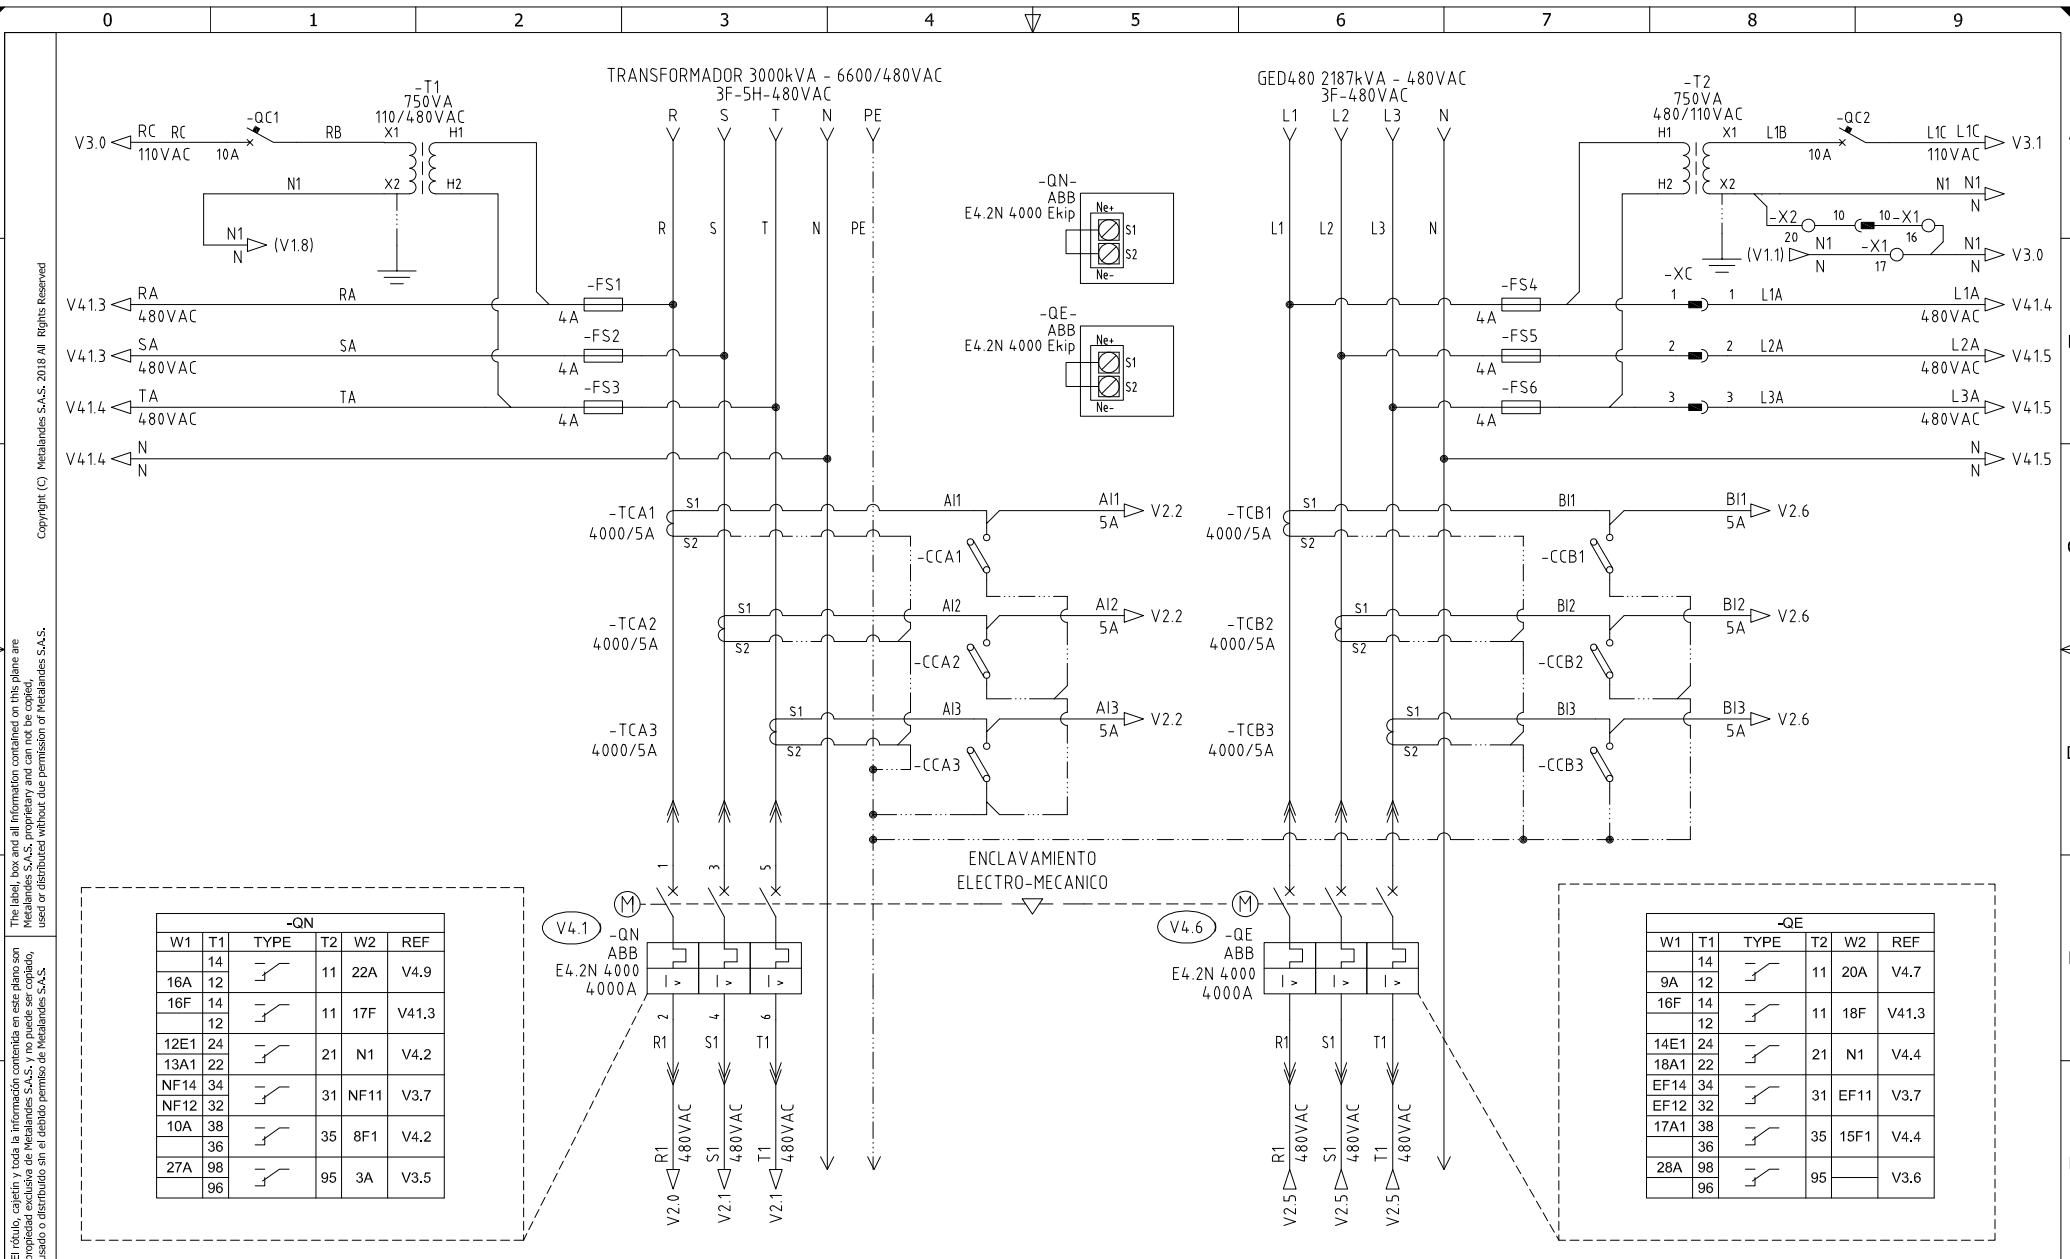 0 1 2 3 4 5 6 7 8 9
TRANSFORMADOR 3000kVA - 6600/480VAC
3F-5H-480VAC
R S T N PE
GED480 2187kVA - 480VAC
3F-480VAC
L1 L2 L3 N
-T1
750VA
110/480VAC
-QC1
V3.0 RC RC RB X1 H1
110VAC 10A
N1 X2 H2
N1 (V1.8)
N
-T2
750VA
480/110VAC
-QC2
H1 X1 L1B L1C L1C V3.1
10A 110VAC
H2 X2 N1 N1
N
-X2 10 10 -X1
20 16
(V1.1) N1 -X1 N1 V3.0
N 17 N
R S T N PE
L1 L2 L3 N
-QN-
ABB
E4.2N 4000 Ekip
Ne+
S1
S2
Ne-
-QE-
ABB
E4.2N 4000 Ekip
Ne+
S1
S2
Ne-
V41.3 RA RA -FS1
480VAC 4A
V41.3 SA SA -FS2
480VAC 4A
V41.4 TA TA -FS3
480VAC 4A
V41.4 N
N
-XC
-FS4 1 1 L1A L1A V41.4
4A 480VAC
-FS5 2 2 L2A L2A V41.5
4A 480VAC
-FS6 3 3 L3A L3A V41.5
4A 480VAC
N V41.5
N
-TCA1 S1 AI1 AI1 V2.2
4000/5A S2 5A
-CCA1
-TCA2 S1 AI2 AI2 V2.2
4000/5A S2 5A
-CCA2
-TCA3 S1 AI3 AI3 V2.2
4000/5A S2 5A
-CCA3
-TCB1 S1 BI1 BI1 V2.6
4000/5A S2 5A
-CCB1
-TCB2 S1 BI2 BI2 V2.6
4000/5A S2 5A
-CCB2
-TCB3 S1 BI3 BI3 V2.6
4000/5A S2 5A
-CCB3
ENCLAVAMIENTO
ELECTRO-MECANICO
1 3 5
M
V4.1
-QN
ABB
E4.2N 4000
4000A
I > I > I >
2 4 6
R1 S1 T1
R1 480VAC S1 480VAC T1 480VAC
V2.0 V2.1 V2.1
M
V4.6
-QE
ABB
E4.2N 4000
4000A
I > I > I >
R1 S1 T1
R1 480VAC S1 480VAC T1 480VAC
V2.5 V2.5 V2.5
-QN
W1 T1 TYPE T2 W2 REF
14
11 22A V4.9
16A 12
16F 14
11 17F V41.3
12
12E1 24
21 N1 V4.2
13A1 22
NF14 34
31 NF11 V3.7
NF12 32
10A 38
35 8F1 V4.2
36
27A 98
95 3A V3.5
96
-QE
W1 T1 TYPE T2 W2 REF
14
11 20A V4.7
9A 12
16F 14
11 18F V41.3
12
14E1 24
21 N1 V4.4
18A1 22
EF14 34
31 EF11 V3.7
EF12 32
17A1 38
35 15F1 V4.4
36
28A 98
95 V3.6
96
Copyright (C) Metalandes S.A.S. 2018 All Rights Reserved
The label, box and all information contained on this plane are
Metalandes S.A.S. proprietary and can not be copied,
used or distributed without due permission of Metalandes S.A.S.
El rótulo, cajetín y toda la información contenida en este plano son
propiedad exclusiva de Metalandes S.A.S. y no puede ser copiado,
usado o distribuido sin el debido permiso de Metalandes S.A.S.